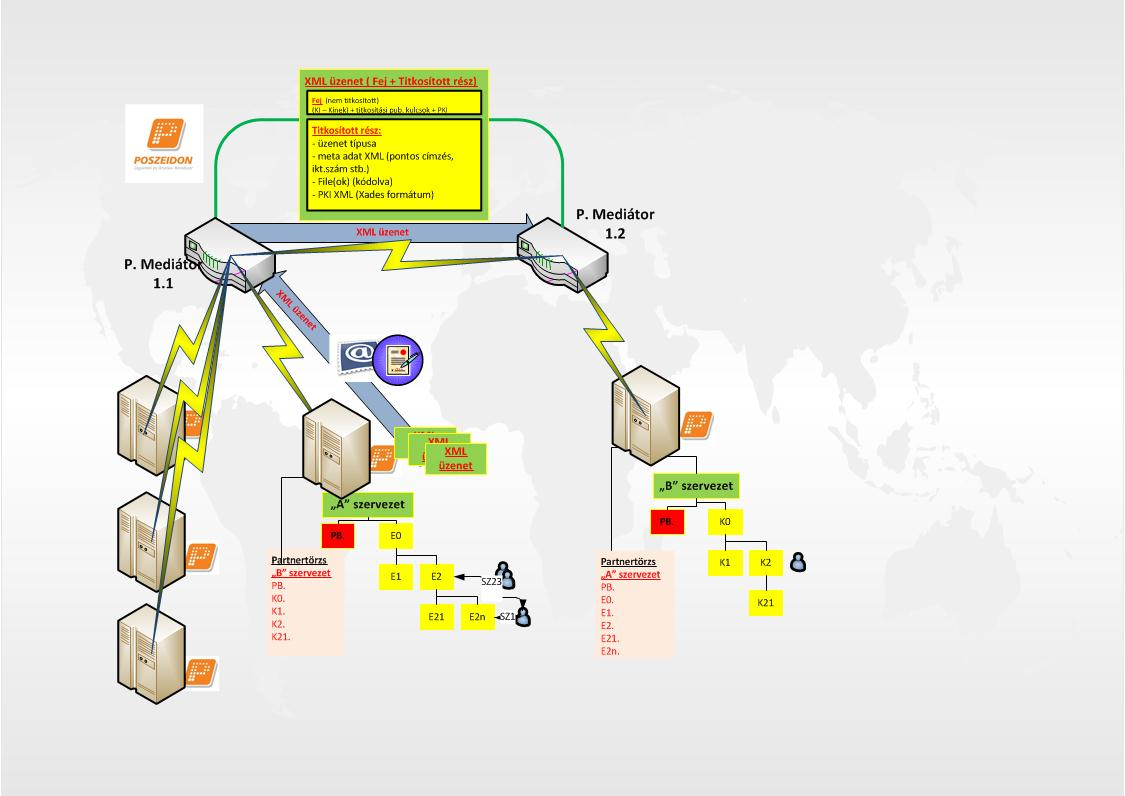 XML üzenet ( Fej + Titkosított rész)
Fej (nem titkosított)
(KI – Kinek) + titkosítási pub. kulcsok + PKI
Titkosított rész:
- üzenet típusa
- meta adat XML (pontos címzés,
ikt.szám stb.)
- File(ok) (kódolva)
- PKI XML (Xades formátum)
POSZEIDON
P. Mediátor
1.2
XML üzenet
P. Mediátor
1.1
XML üzenet
@
XML
XML
üzenet
„A” szervezet
PB.
E0
E1
E2
SZ23
E21
E2n
SZ1
Partnertörzs
„B” szervezet
PB.
K0.
K1.
K2.
K21.
„B” szervezet
PB.
K0
K1
K2
K21
Partnertörzs
„A” szervezet
PB.
E0.
E1.
E2.
E21.
E2n.